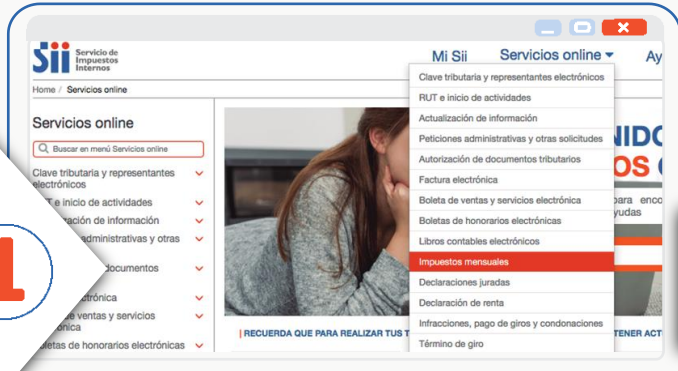 Sii Servicio de
Impuestos
Internos
Mi Sii Servicios online Ay
Home / Servicios online
Servicios online
Buscar en menú Servicios online
Clave tributaria y representantes
electrónicos
e inicio de actividades
ación de información
administrativas y otras
documentos
ctrónica
e ventas y servicios
ónica
letas de honorarios electrónicas
1
Clave tributaria y representantes electrónicos
RUT e inicio de actividades
Actualización de información
Peticiones administrativas y otras solicitudes
Autorización de documentos tributarios
Factura electrónica
Boleta de ventas y servicios electrónica
Boletas de honorarios electrónicas
Libros contables electrónicos
Impuestos mensuales
Declaraciones juradas
Declaración de renta
Infracciones, pago de giros y condonaciones
Término de giro
NIDO
OS
para enco
yudas
| RECUERDA QUE PARA REALIZAR TUS T
TENER ACT